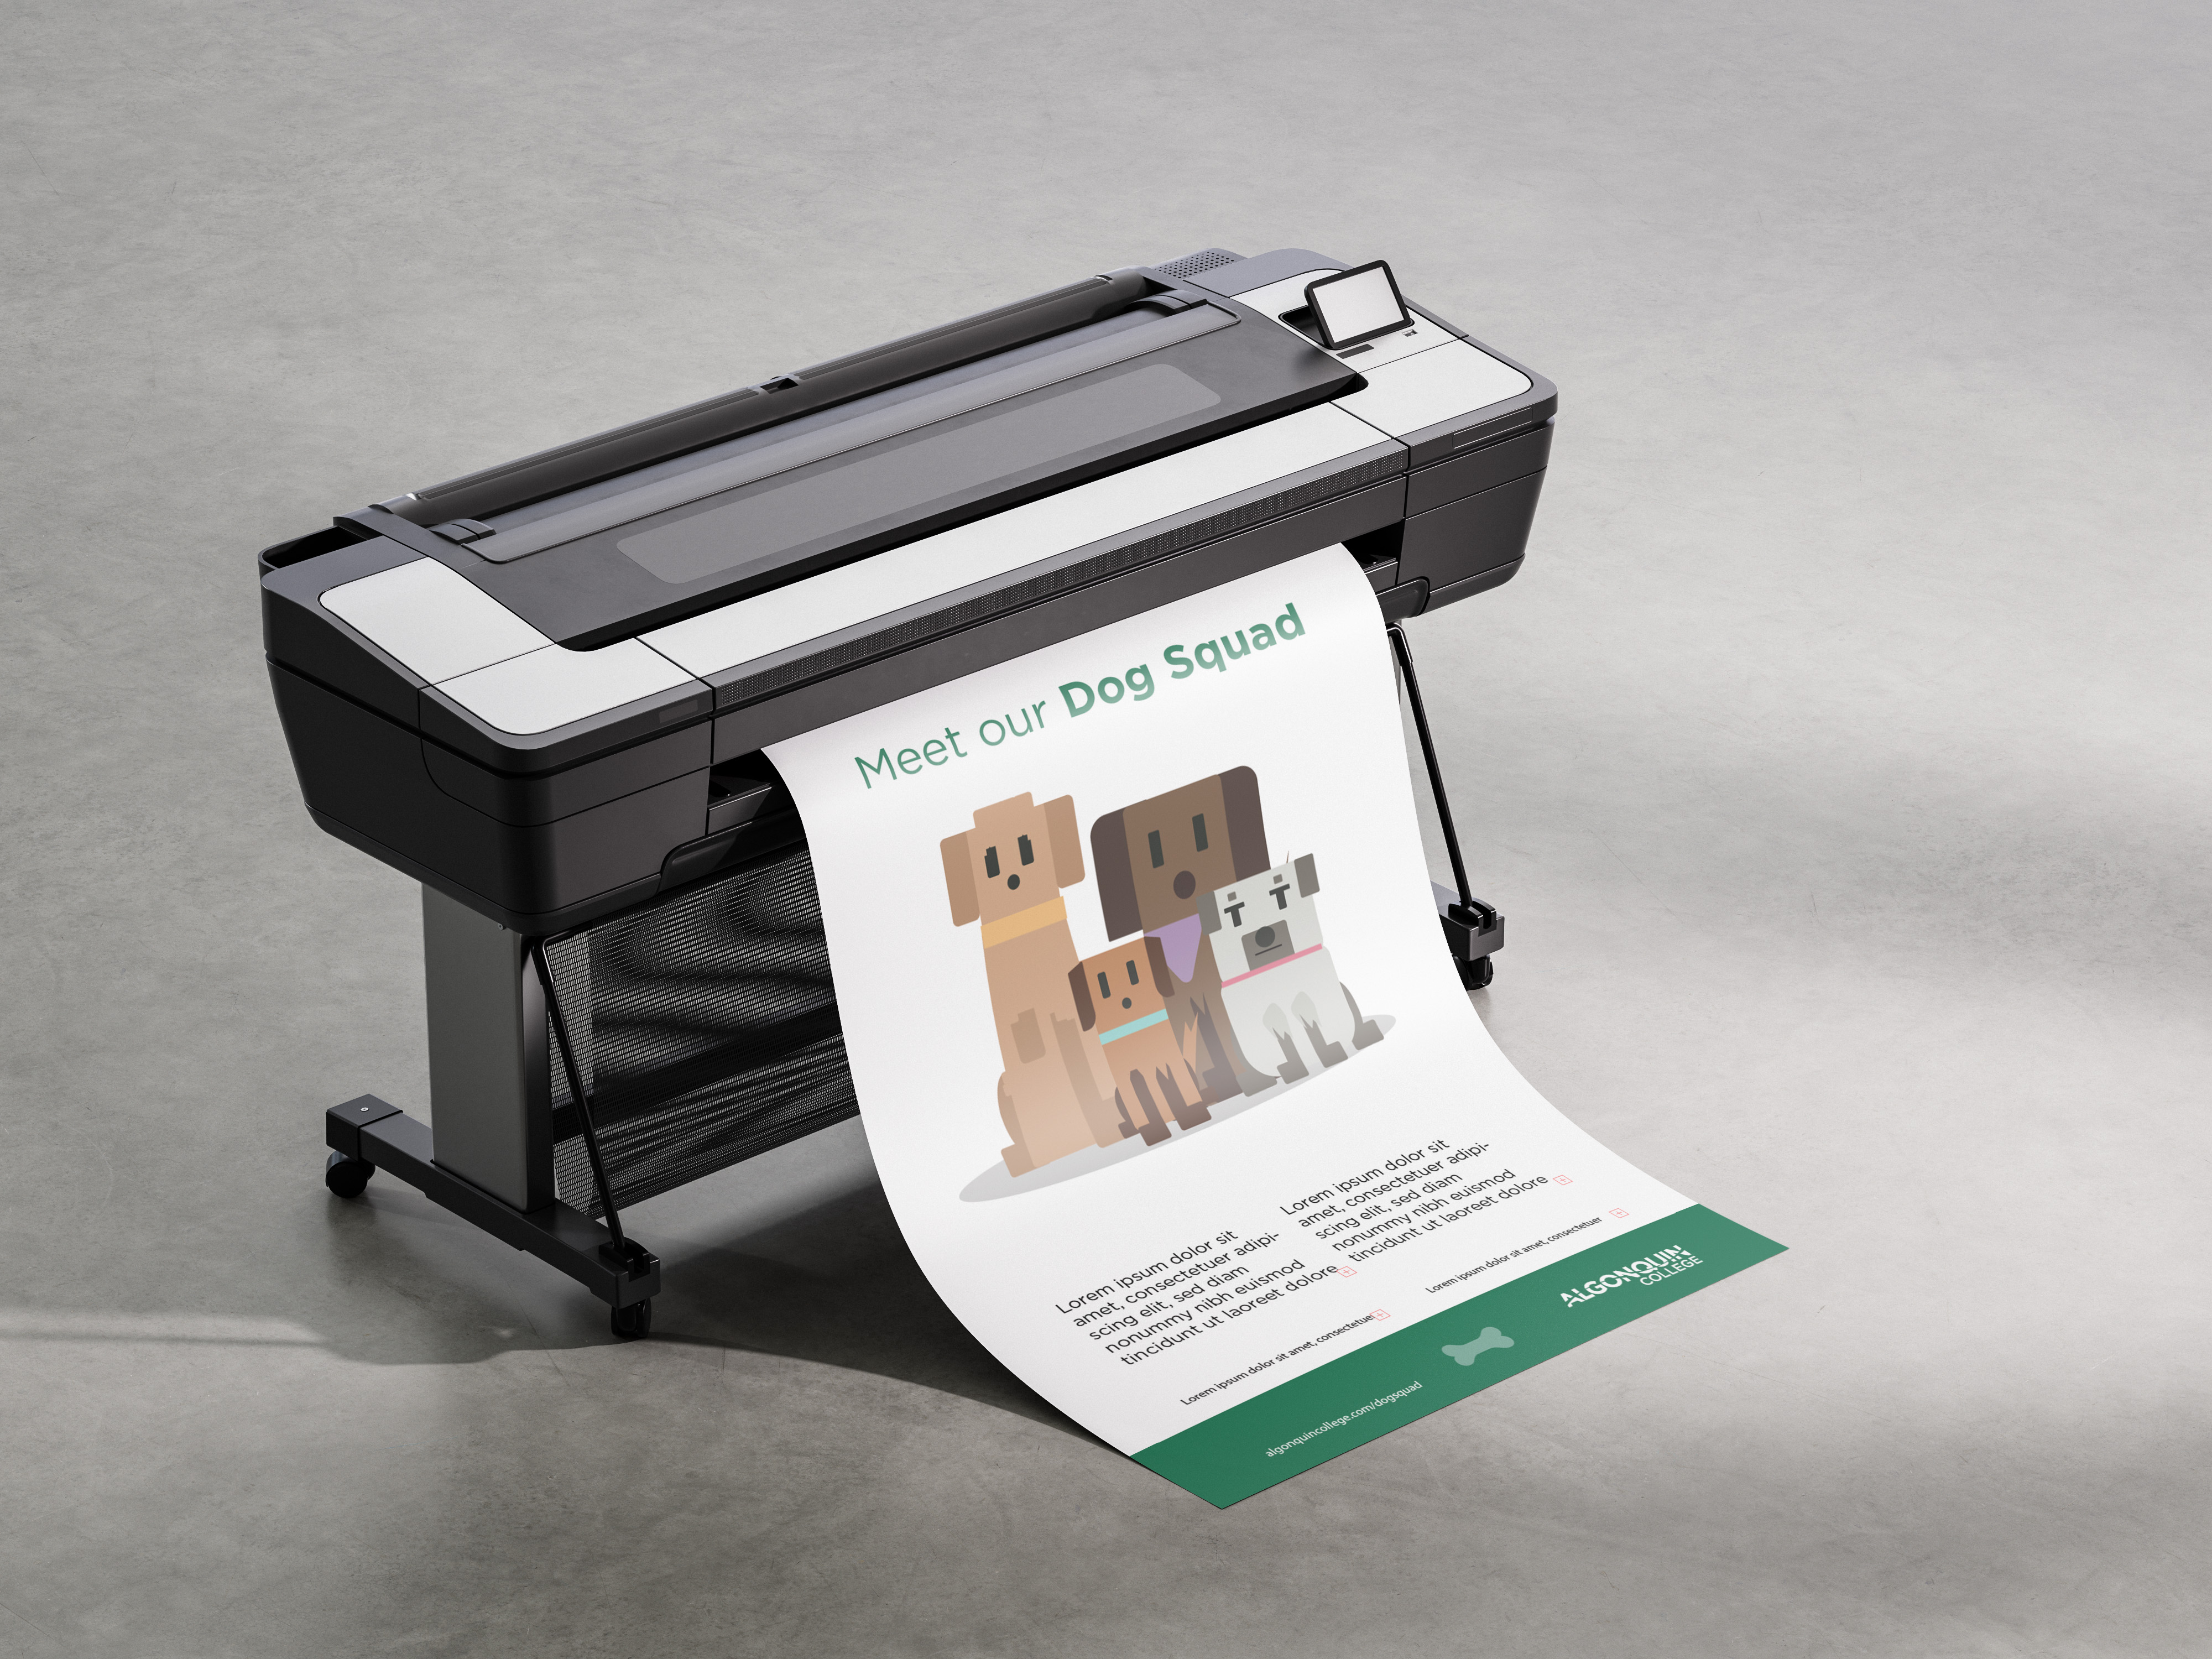 Meet our Dog Squad
Lorem ipsum dolor sit
amet, consectetuer adipi-
scing elit, sed diam
nonummy nibh euismod
tincidunt ut laoreet dolore
Lorem ipsum dolor sit amet, consectetuer
Lorem ipsum dolor sit
amet, consectetuer adipi-
scing elit, sed diam
nonummy nibh euismod
tincidunt ut laoreet dolore
Lorem ipsum dolor sit amet, consectetuer
algonquincollege.com/dogsquad
ALGONQUIN
COLLEGE